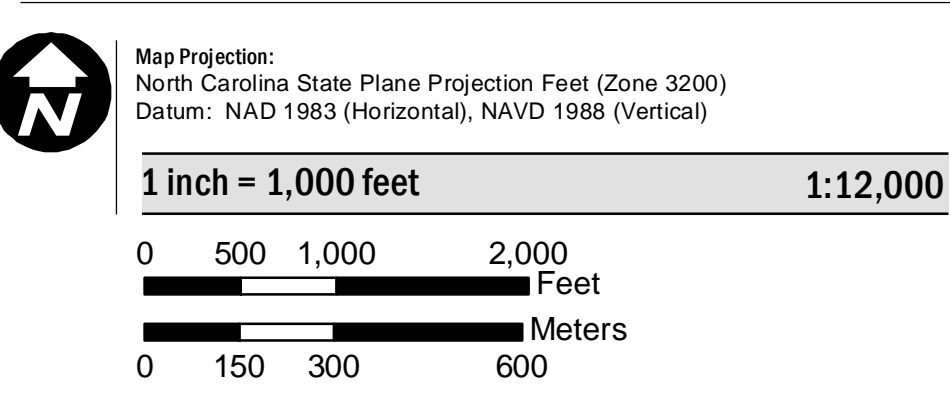 N
Map Projection:
North Carolina State Plane Projection Feet (Zone 3200)
Datum: NAD 1983 (Horizontal), NAVD 1988 (Vertical)
1 inch = 1,000 feet 1:12,000
0 500 1,000 2,000
Feet
Meters
0 150 300 600